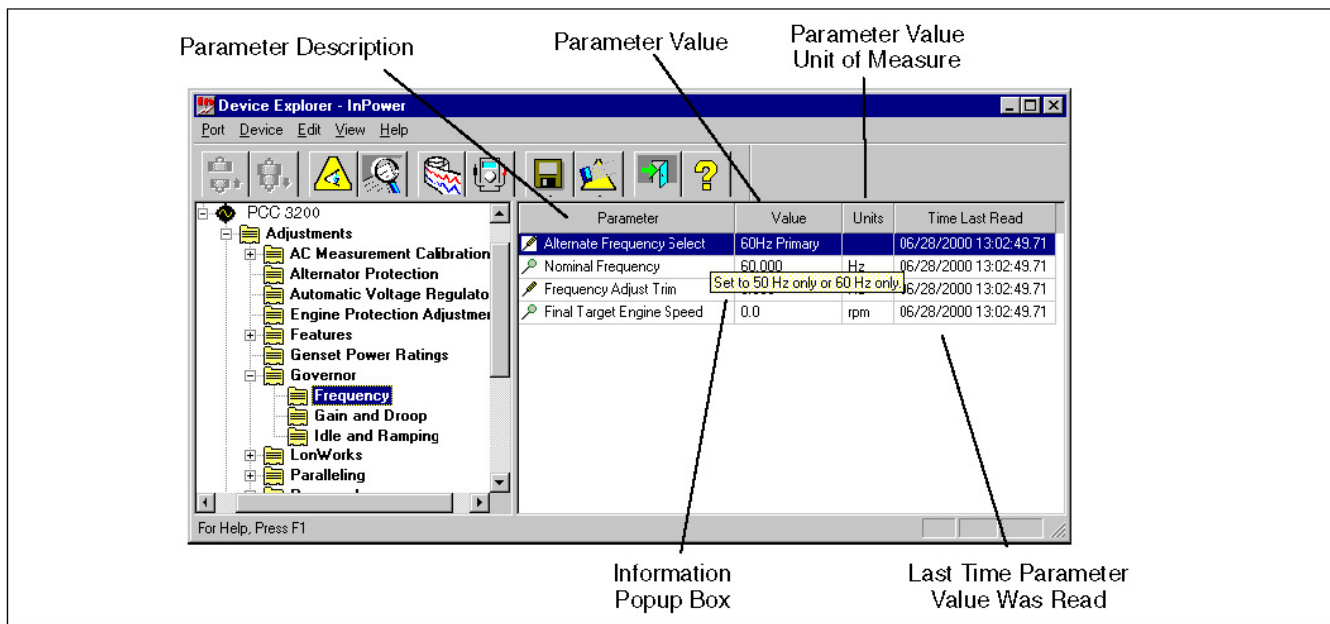 Parameter Description
Parameter Value
Parameter Value
Unit of Measure
Device Explorer - InPower
Port Device Edit View Help
PCC 3200
Adjustments
AC Measurement Calibration
Alternator Protection
Automatic Voltage Regulato
Engine Protection Adjustmer
Features
Genset Power Ratings
Governor
Frequency
Gain and Droop
Idle and Ramping
LonWorks
Paralleling
Parameter Value Units Time Last Read
Alternate Frequency Select 60Hz Primary 06/28/2000 13:02:49.71
Nominal Frequency 60.000 Hz 06/28/2000 13:02:49.71
Set to 50 Hz only or 60 Hz only.
Frequency Adjust Trim 06/28/2000 13:02:49.71
Final Target Engine Speed 0.0 rpm 06/28/2000 13:02:49.71
For Help, Press F1
Information
Popup Box
Last Time Parameter
Value Was Read